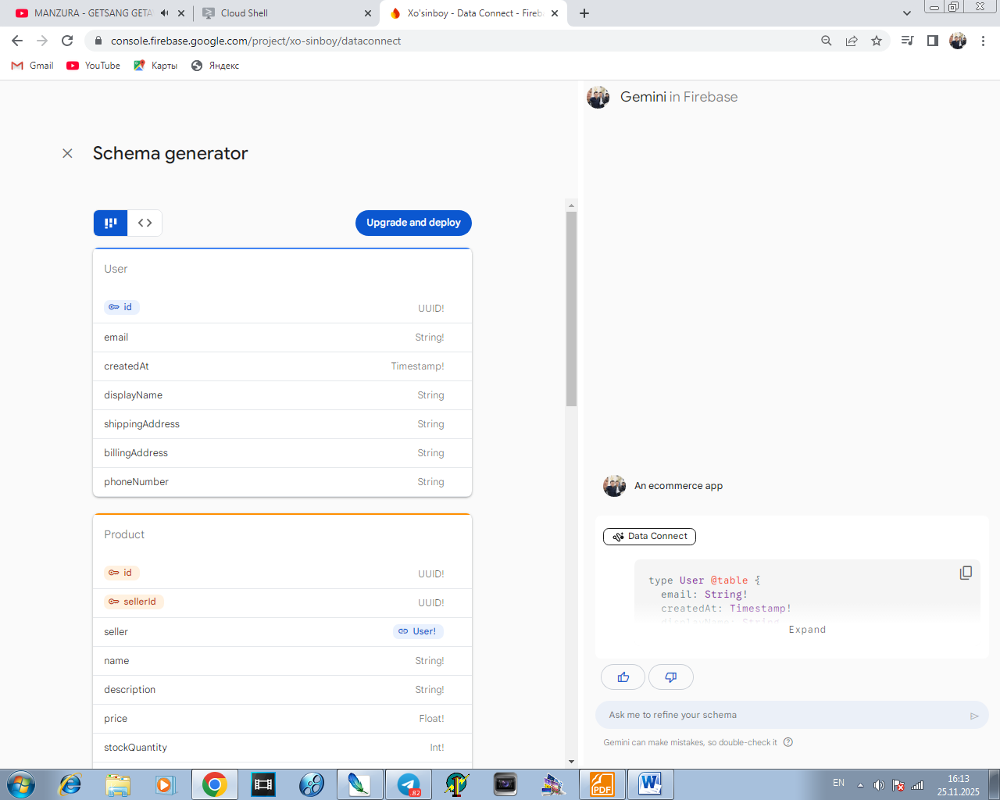 MANZURA - GETSANG GETA
Cloud Shell
Xo'sinboy - Data Connect - Fireb
console.firebase.google.com/project/xo-sinboy/dataconnect
Gmail
YouTube
Карты
Яндекс
Schema generator
Upgrade and deploy
User
id UUID!
email String!
createdAt Timestamp!
displayName String
shippingAddress String
billingAddress String
phoneNumber String
Product
id UUID!
sellerId UUID!
seller User!
name String!
description String!
price Float!
stockQuantity Int!
Gemini in Firebase
An ecommerce app
Data Connect
type User @table {
email: String!
createdAt: Timestamp!
displayName: String
Expand
Ask me to refine your schema
Gemini can make mistakes, so double-check it
.82
PDF
EN
16:13
25.11.2025